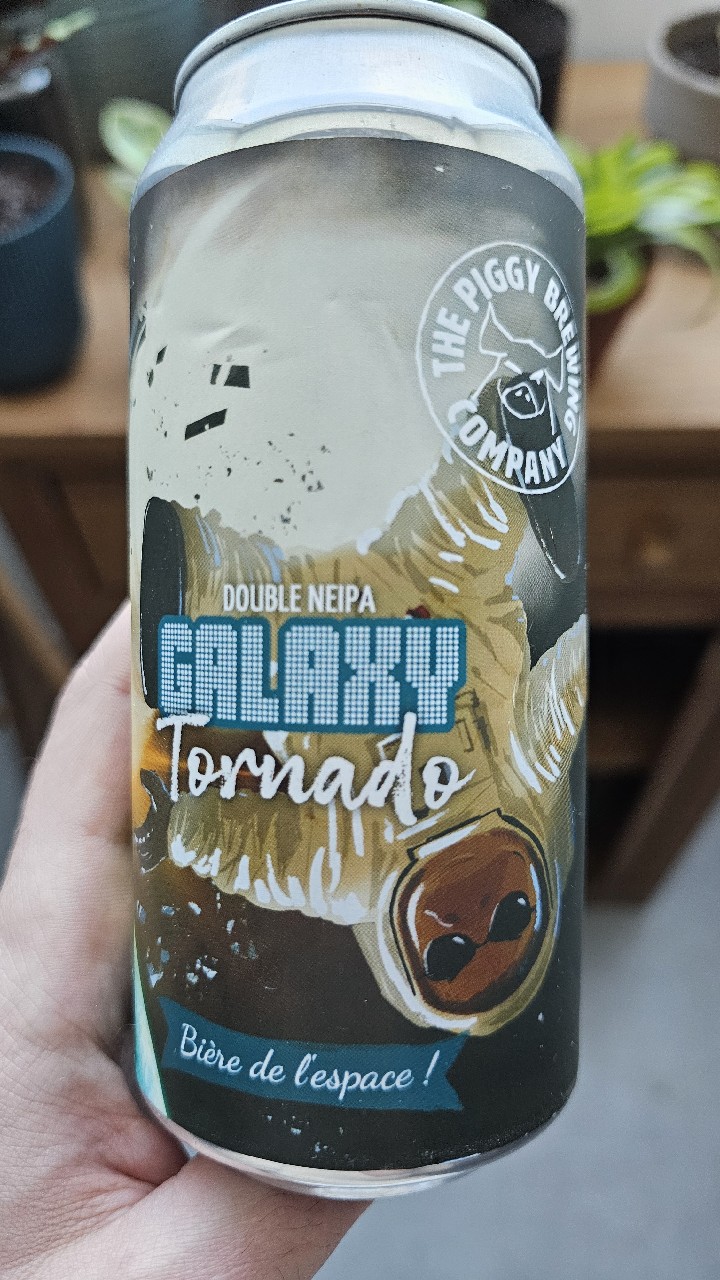 THE PIGGY BREWING
COMPANY
DOUBLE NEIPA
GALAXY
Tornado
Bière de l'espace !